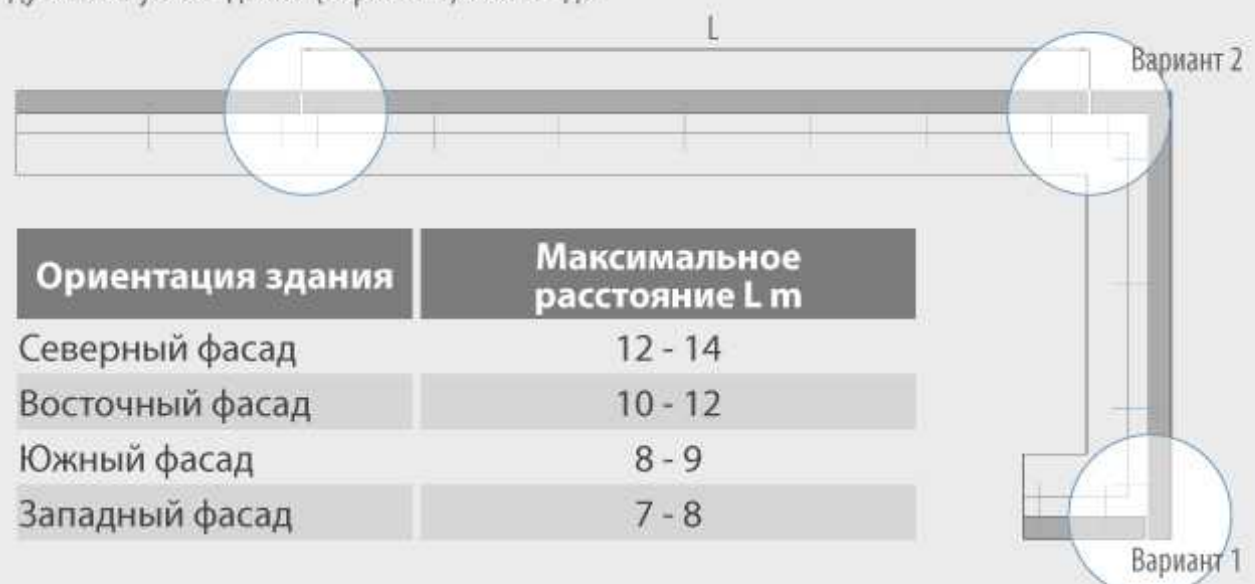 L
Вариант 2
Ориентация здания
Максимальное
расстояние L m
Северный фасад
12 - 14
Восточный фасад
10 - 12
Южный фасад
8 - 9
Западный фасад
7 - 8
Вариант 1